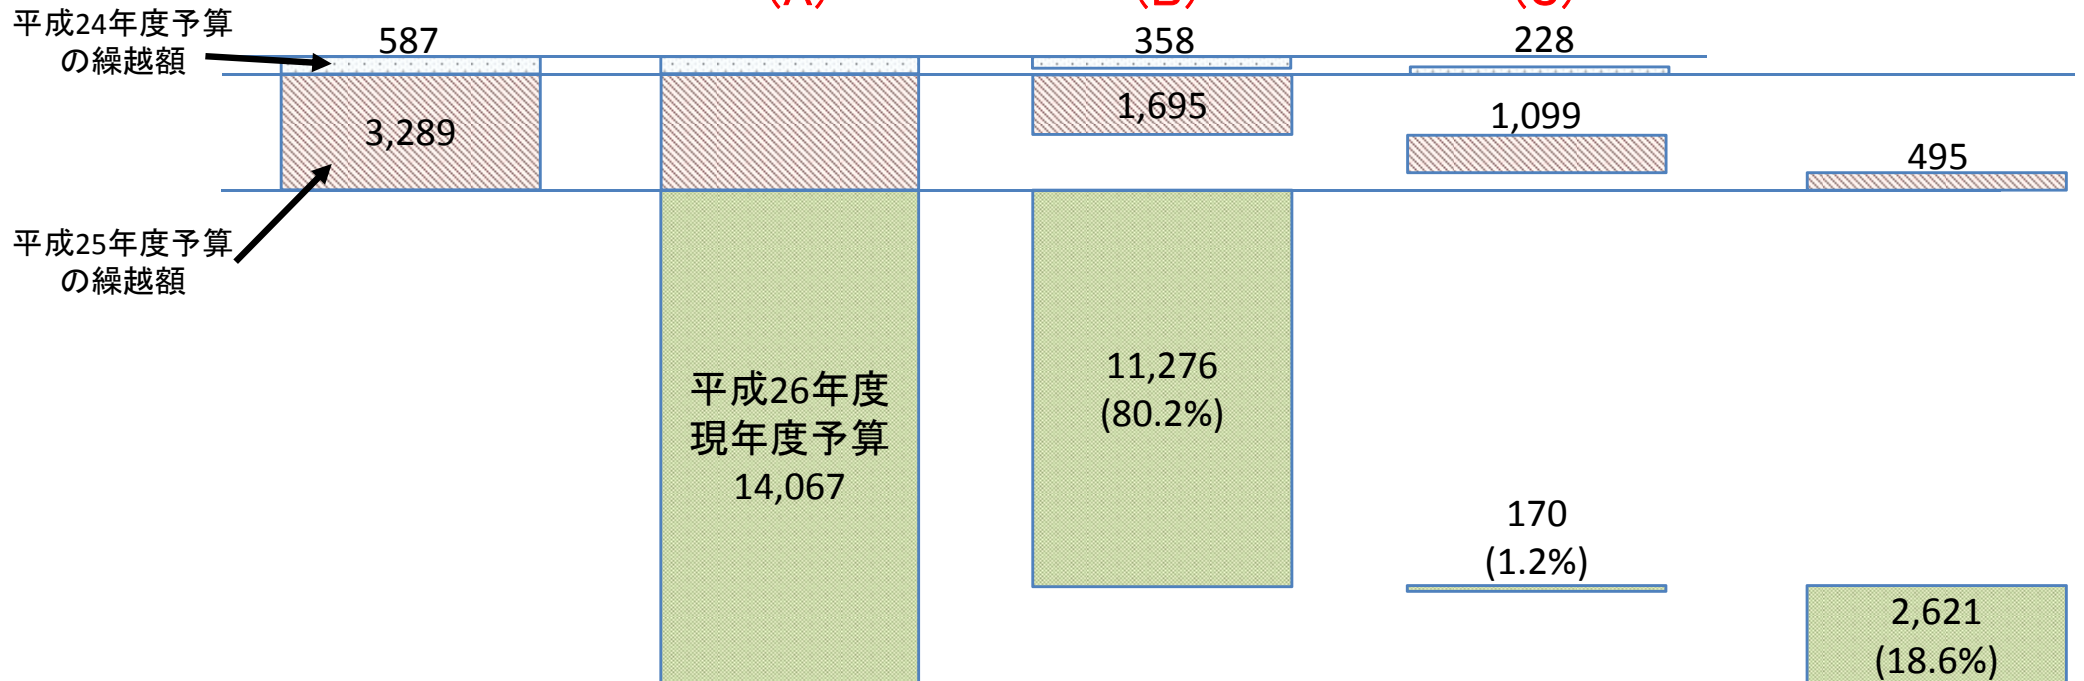 (A)
(B)
(C)
平成24年度予算
の繰越額
587
358
228
3,289
1,695
1,099
495
平成25年度予算
の繰越額
平成26年度
現年度予算
14,067
11,276
(80.2%)
170
(1.2%)
2,621
(18.6%)